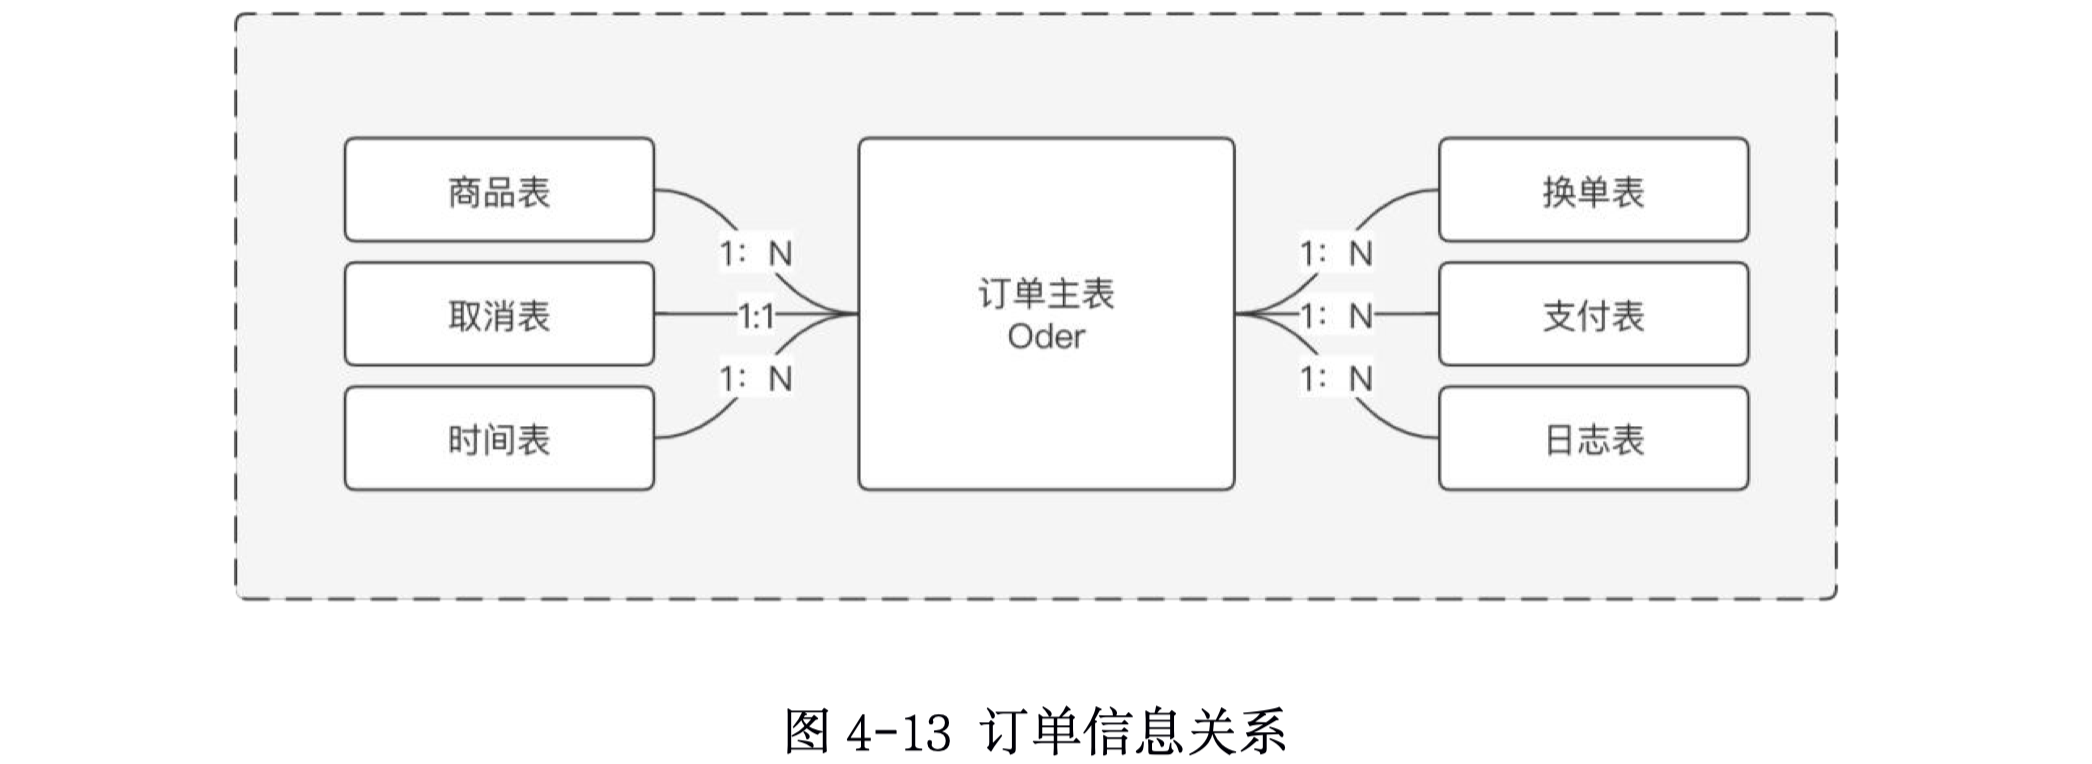 商品表
1： N
取消表
1:1
时间表
1： N
订单主表
Oder
换单表
1： N
支付表
1： N
日志表
1： N
图 4-13 订单信息关系